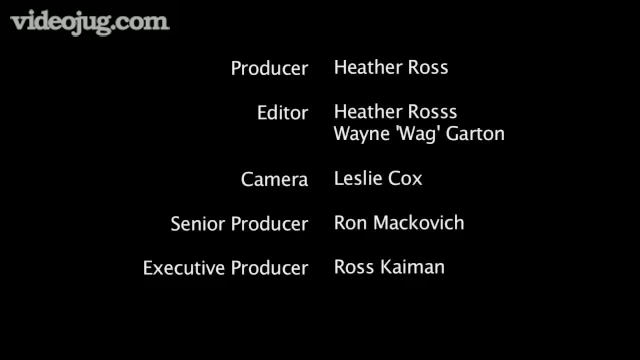 videojug.com
Producer Heather Ross
Editor Heather Rosss
Wayne 'Wag' Garton
Camera Leslie Cox
Senior Producer Ron Mackovich
Executive Producer Ross Kaiman